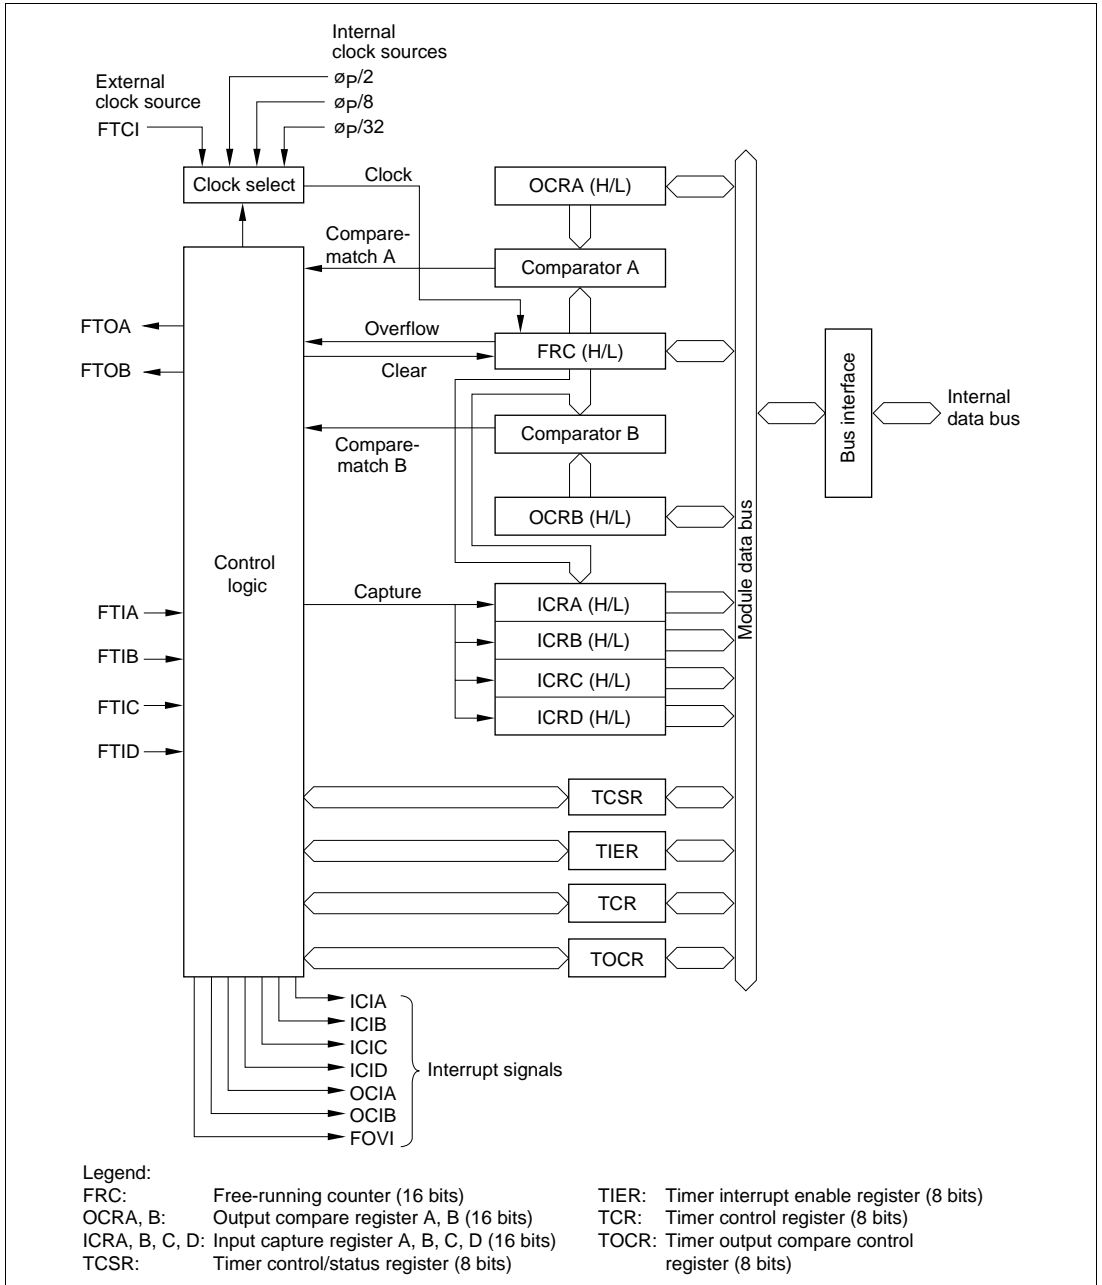 Internal
clock sources
External
clock source
øP/2
øP/8
øP/32
FTCI
Clock select
Clock
OCRA (H/L)
Compare-
match A
Comparator A
FTOA
Overflow
FRC (H/L)
FTOB
Clear
Compare-
match B
Comparator B
Bus interface
Internal
data bus
OCRB (H/L)
Module data bus
Control
logic
Capture
FTIA
FTIB
FTIC
FTID
ICRA (H/L)
ICRB (H/L)
ICRC (H/L)
ICRD (H/L)
TCSR
TIER
TCR
TOCR
ICIA
ICIB
ICIC
ICID
OCIA
OCIB
FOVI
Interrupt signals
Legend:
FRC: Free-running counter (16 bits)
OCRA, B: Output compare register A, B (16 bits)
ICRA, B, C, D: Input capture register A, B, C, D (16 bits)
TCSR: Timer control/status register (8 bits)
TIER: Timer interrupt enable register (8 bits)
TCR: Timer control register (8 bits)
TOCR: Timer output compare control
register (8 bits)